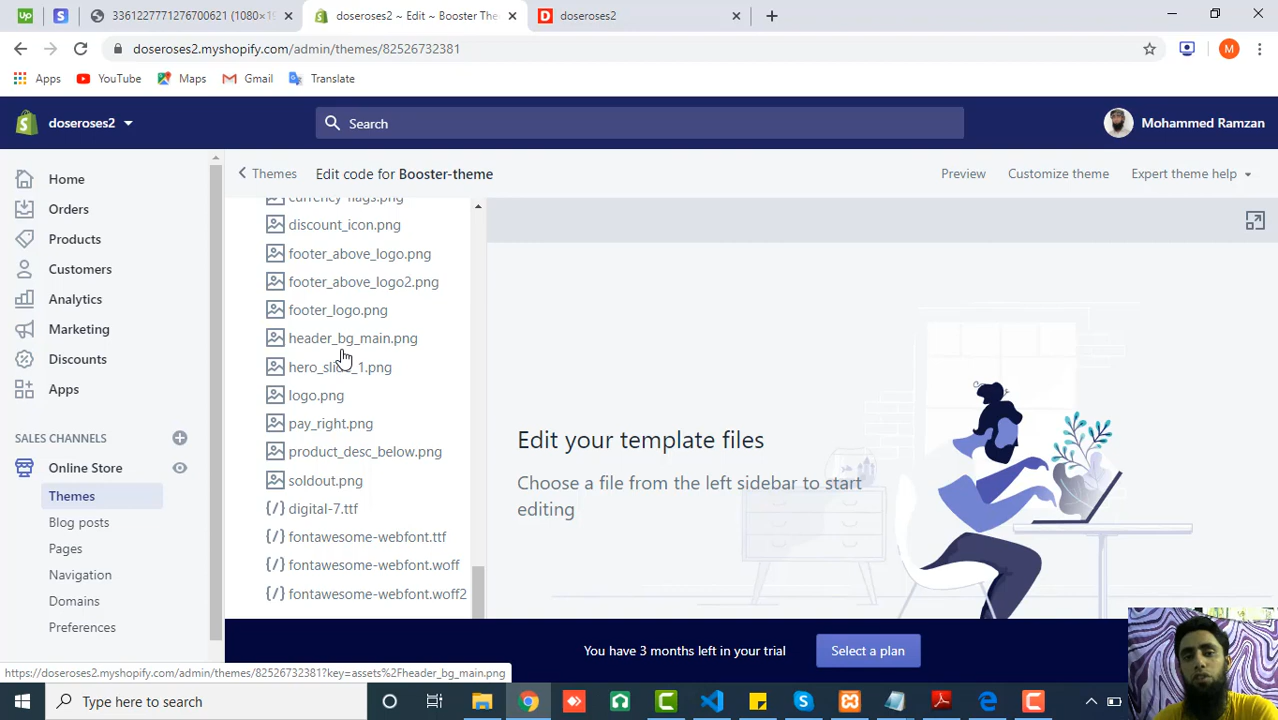 Up
S
3361227771276700621 (1080×19
doseroses2 ~ Edit ~ Booster The
D
doseroses2
doseroses2.myshopify.com/admin/themes/82526732381
M
Apps
YouTube
Maps
Gmail
Translate
doseroses2
Search
Mohammed Ramzan
Home
Orders
Products
Customers
Analytics
Marketing
Discounts
Apps
SALES CHANNELS
Online Store
Themes
Blog posts
Pages
Navigation
Domains
Preferences
Themes
Edit code for Booster-theme
Preview
Customize theme
Expert theme help
currency-flags.png
discount_icon.png
footer_above_logo.png
footer_above_logo2.png
footer_logo.png
header_bg_main.png
hero_slide_1.png
logo.png
pay_right.png
product_desc_below.png
soldout.png
{/} digital-7.ttf
{/} fontawesome-webfont.ttf
{/} fontawesome-webfont.woff
{/} fontawesome-webfont.woff2
Edit your template files
Choose a file from the left sidebar to start
editing
You have 3 months left in your trial
Select a plan
https://doseroses2.myshopify.com/admin/themes/82526732381?key=assets%2Fheader_bg_main.png
Type here to search